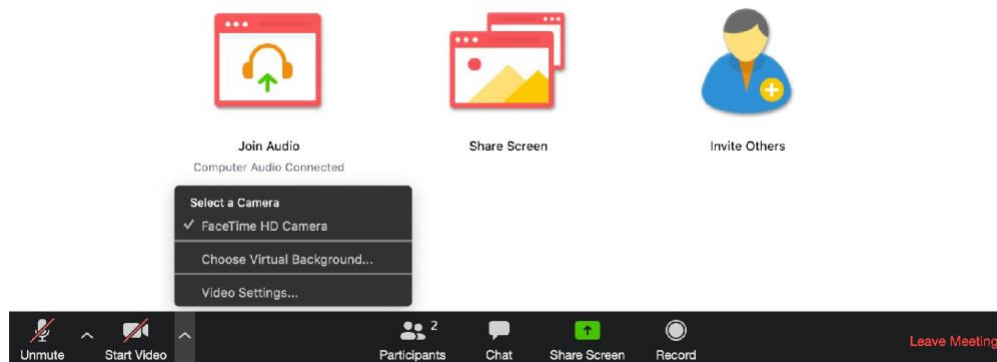 Join Audio
Computer Audio Connected
Share Screen
Invite Others
Select a Camera
✓ FaceTime HD Camera
Choose Virtual Background...
Video Settings...
Unmute
Start Video
2
Participants
Chat
Share Screen
Record
Leave Meeting